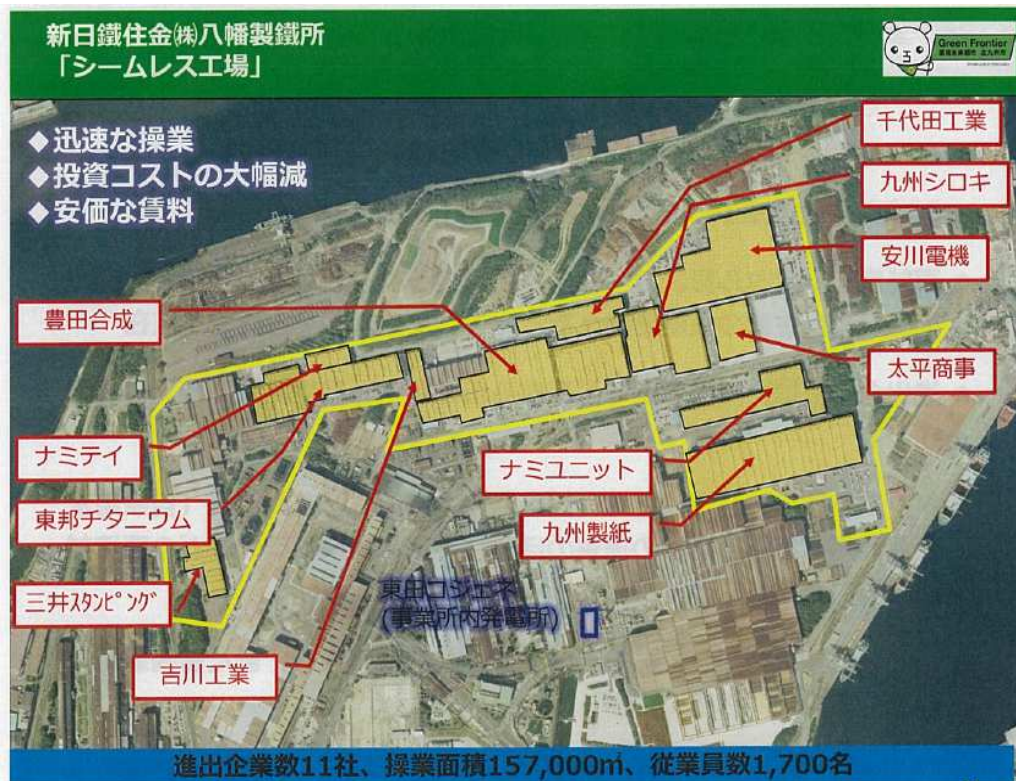 新日鐵住金㈱八幡製鐵所
「シームレス工場」
Green Frontier
◆迅速な操業
◆投資コストの大幅減
◆安価な賃料
千代田工業
九州シロキ
安川電機
豊田合成
太平商事
ナミテイ
ナミユニット
東邦チタニウム
九州製紙
三井ｽﾀﾝﾋﾟﾝｸﾞ
東田コジェネ
(事業所内発電所)
吉川工業
進出企業数11社、操業面積157,000㎡、従業員数1,700名